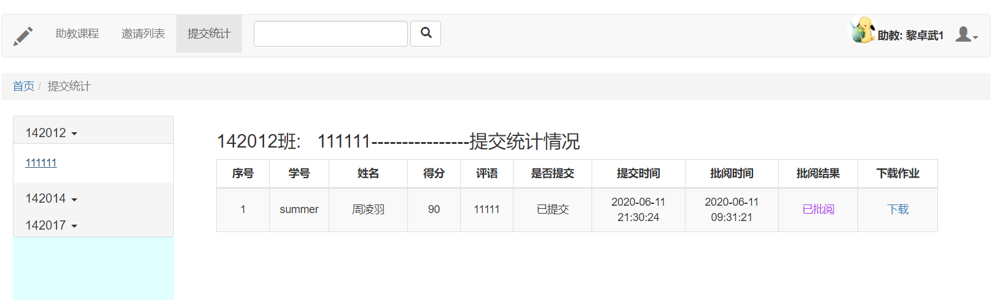 助教课程 邀请列表 提交统计 助教: 黎卓武1
首页 / 提交统计
142012
111111
142014
142017
142012班: 111111----------------提交统计情况
序号 学号 姓名 得分 评语 是否提交 提交时间 批阅时间 批阅结果 下载作业
1 summer 周凌羽 90 11111 已提交 2020-06-11 21:30:24 2020-06-11 09:31:21 已批阅 下载